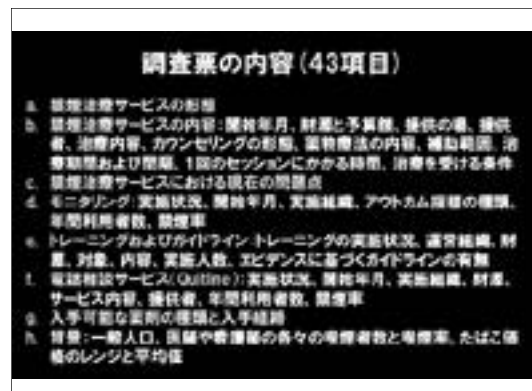 調査票の内容(43項目)
a. 禁煙治療サービスの形態
b. 禁煙治療サービスの内容:開始年月、財源と予算額、提供の場、提供
者、治療内容、カウンセリングの形態、薬物療法の内容、補助範囲、治
療期間および間隔、1回のセッションにかかる時間、治療を受ける条件
c. 禁煙治療サービスにおける現在の問題点
d. モニタリング:実施状況、開始年月、実施組織、アウトカム指標の種類、
年間利用者数、禁煙率
e. トレーニングおよびガイドライン:トレーニングの実施状況、運営組織、財
源、対象、内容、実施人数、エビデンスに基づくガイドラインの有無
f. 電話相談サービス(Quitline):実施状況、開始年月、実施組織、財源、
サービス内容、提供者、年間利用者数、禁煙率
g. 入手可能な薬剤の種類と入手経路
h. 背景:一般人口、医師や看護師の各々の喫煙者数と喫煙率、たばこ価
格のレンジと平均値